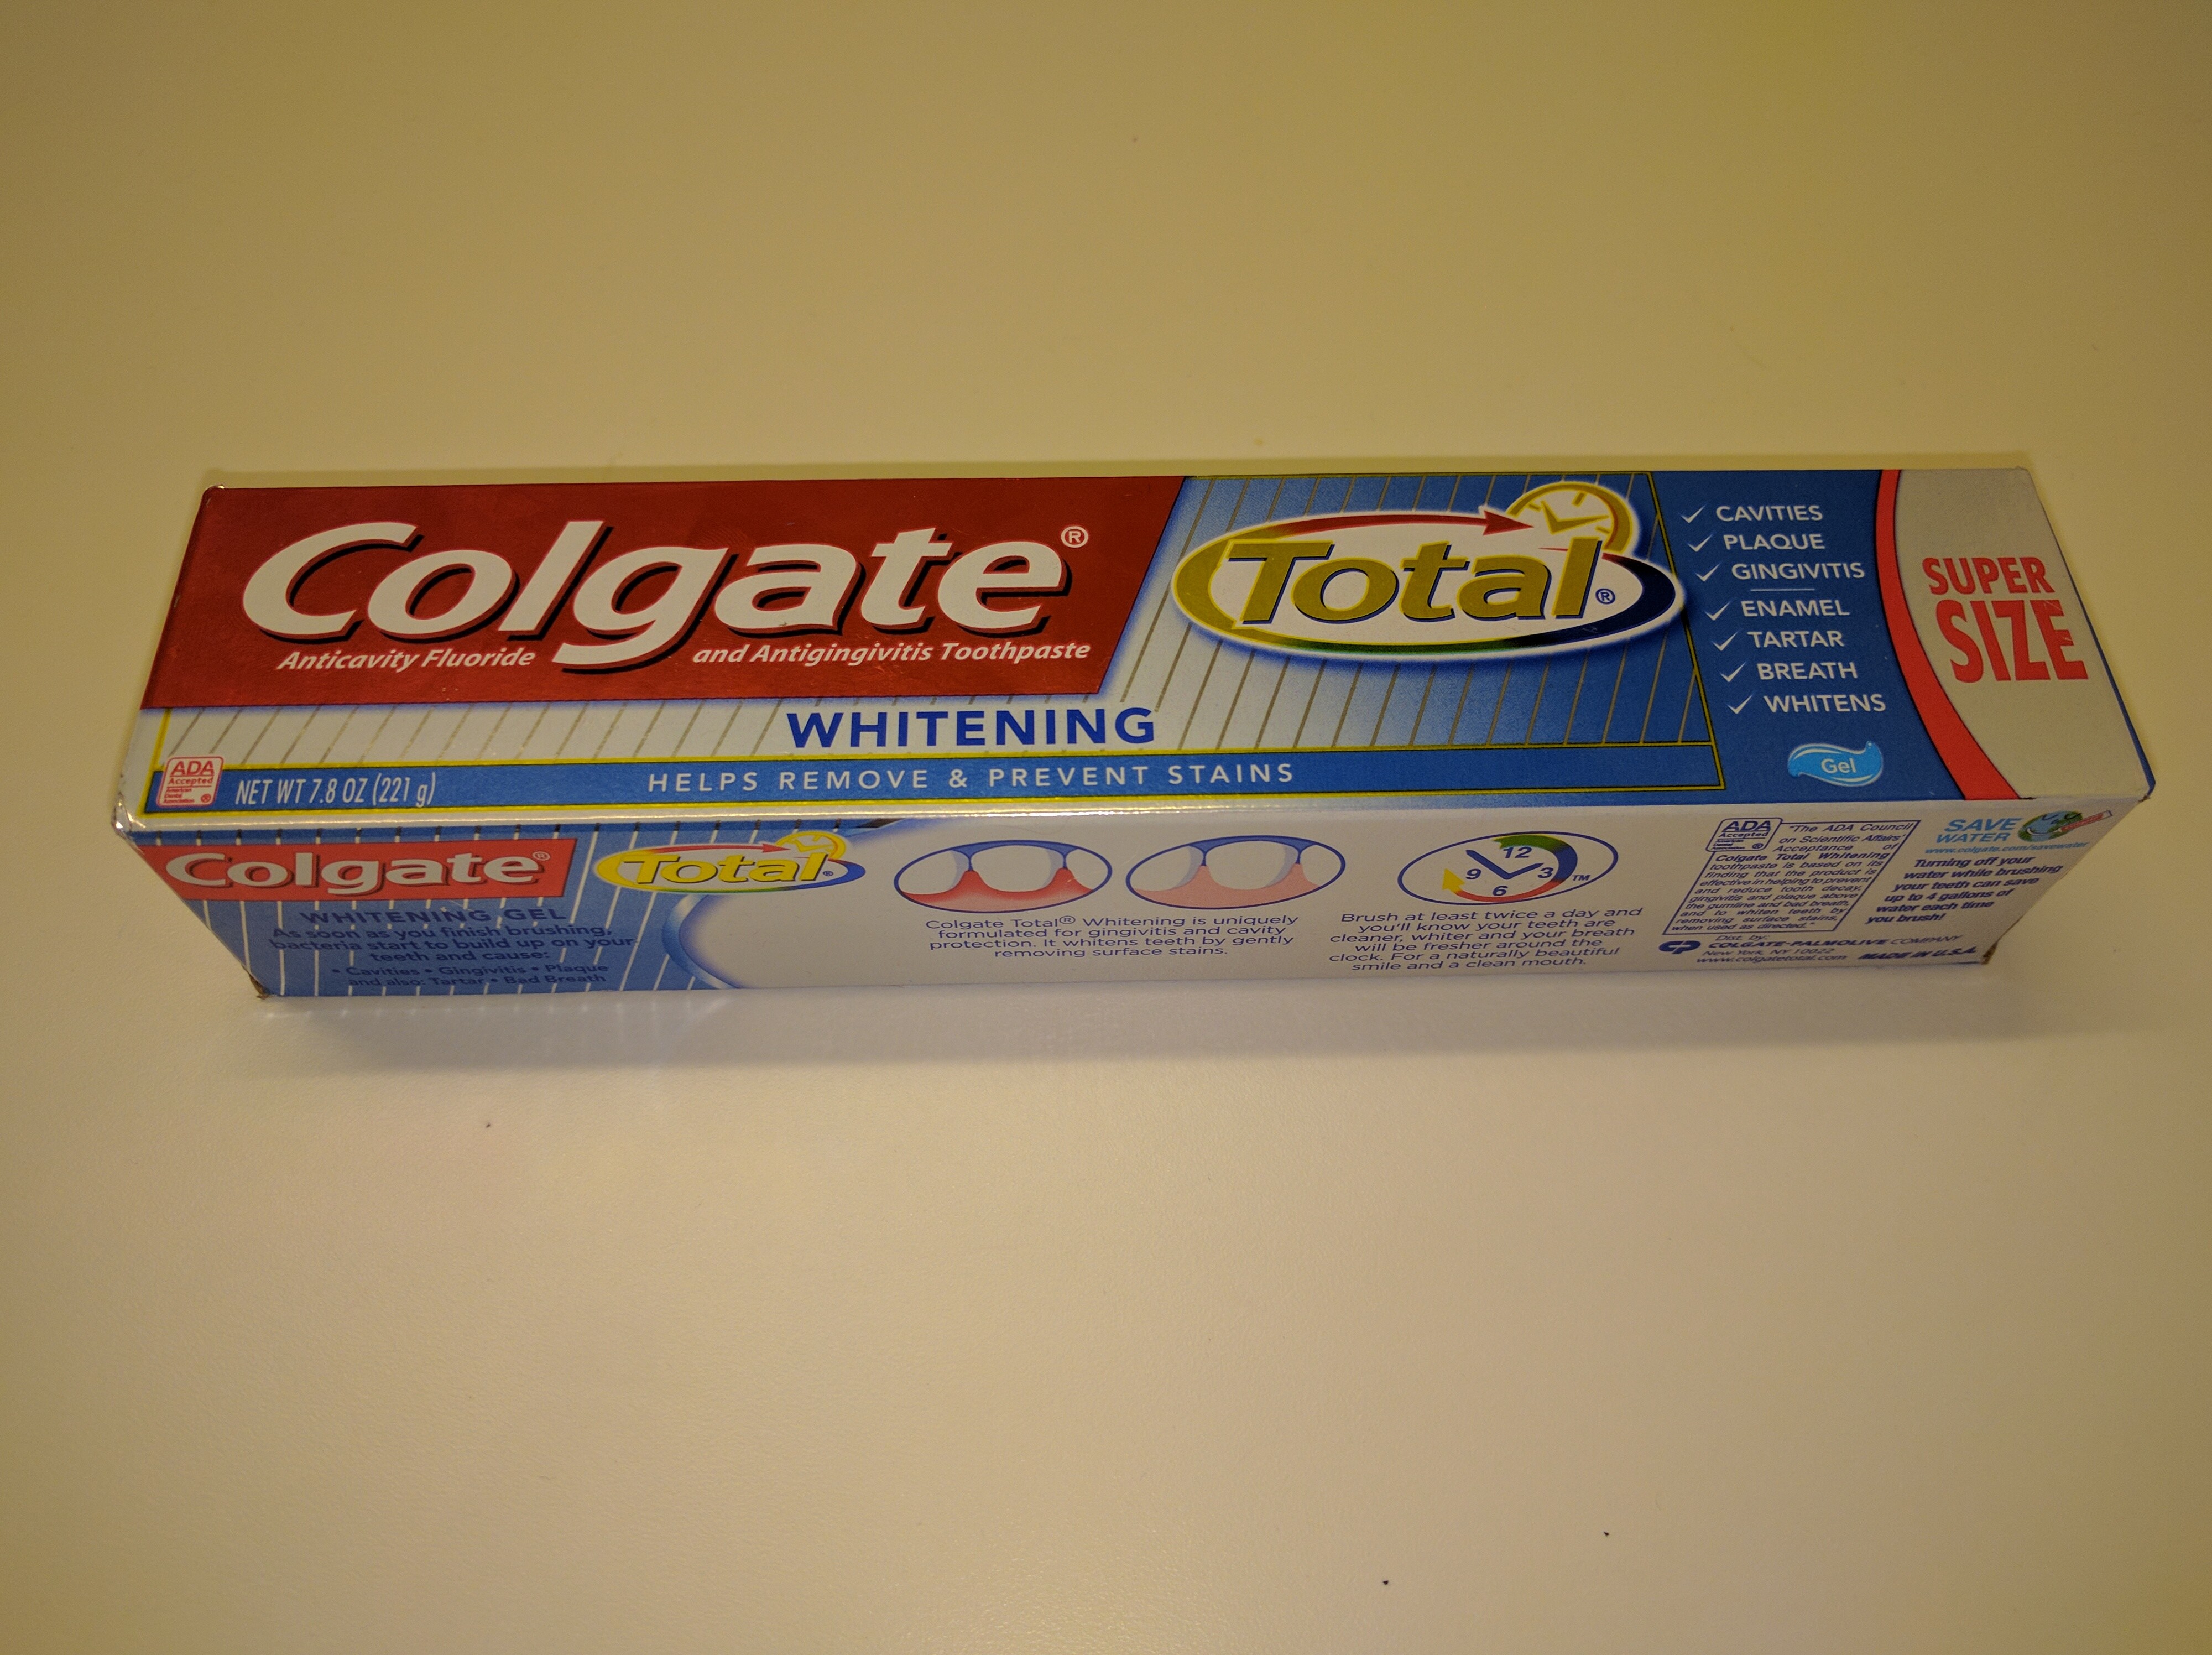 Colgate®
Anticavity Fluoride and Antigingivitis Toothpaste
Total®
WHITENING
HELPS REMOVE & PREVENT STAINS
ADA
Accepted
American
Dental
Association ®
NET WT 7.8 OZ (221 g)
CAVITIES
PLAQUE
GINGIVITIS
ENAMEL
TARTAR
BREATH
WHITENS
Gel
SUPER
SIZE
Colgate®
Total®
WHITENING GEL
As soon as you finish brushing,
bacteria start to build up on your
teeth and cause:
• Cavities • Gingivitis • Plaque
and also: Tartar • Bad Breath
Colgate Total® Whitening is uniquely
formulated for gingivitis and cavity
protection. It whitens teeth by gently
removing surface stains.
12
3
6
9
TM
Brush at least twice a day and
you'll know your teeth are
cleaner, whiter and your breath
will be fresher around the
clock. For a naturally beautiful
smile and a clean mouth.
ADA
Accepted
"The ADA Council
on Scientific Affairs'
Acceptance of
Colgate Total Whitening
toothpaste is based on its
finding that the product is
effective in helping to prevent
and reduce tooth decay,
gingivitis and plaque above
the gumline and bad breath,
and to whiten teeth by
removing surface stains,
when used as directed."
Dist. by:
COLGATE-PALMOLIVE COMPANY
New York, NY 10022
www.colgatetotal.com
MADE IN U.S.A.
SAVE
WATER
www.colgate.com/savewater
Turning off your
water while brushing
your teeth can save
up to 4 gallons of
water each time
you brush!